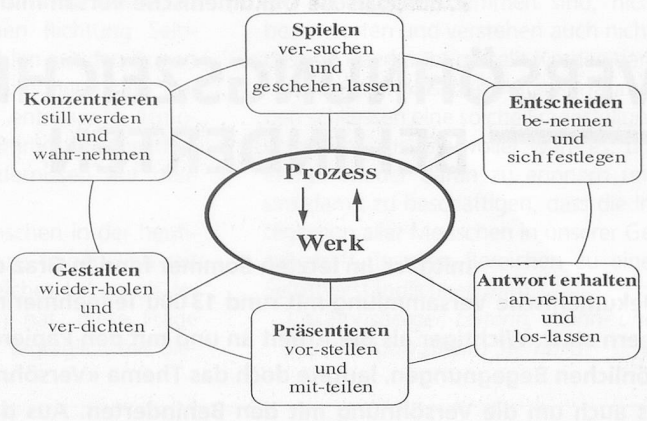 Spielen
ver-suchen
und
geschehen lassen
Konzentrieren
still werden
und
wahr-nehmen
Entscheiden
be-nennen
und
sich festlegen
Prozess
Werk
Gestalten
wieder-holen
und
ver-dichten
Antwort erhalten
an-nehmen
und
los-lassen
Präsentieren
vor-stellen
und
mit-teilen